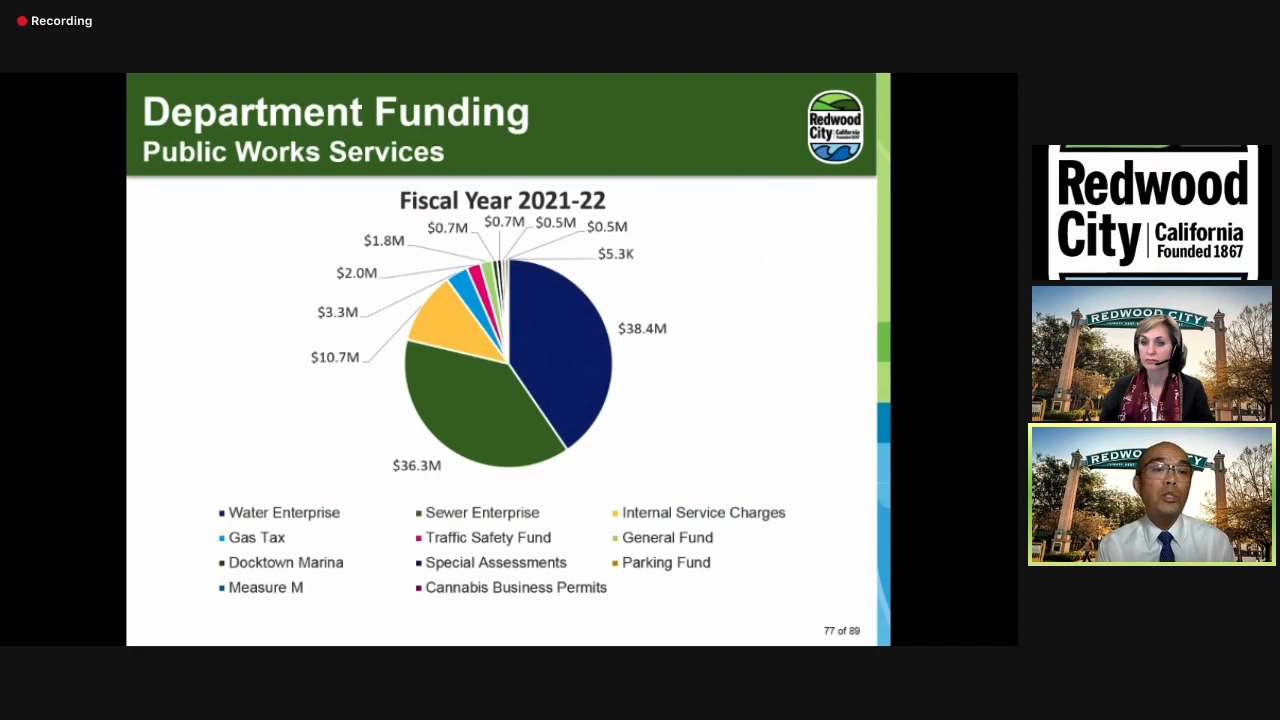 Recording
Department Funding
Public Works Services
Redwood
City California
Founded 1867
Fiscal Year 2021-22
$0.7M
$0.7M
$0.5M
$0.5M
$1.8M
$5.3K
$2.0M
$3.3M
$38.4M
$10.7M
$36.3M
Water Enterprise
Sewer Enterprise
Internal Service Charges
Gas Tax
Traffic Safety Fund
General Fund
Docktown Marina
Special Assessments
Parking Fund
Measure M
Cannabis Business Permits
77 of 89
Redwood
City California
Founded 1867
REDWOOD CITY
REDWOOD CITY